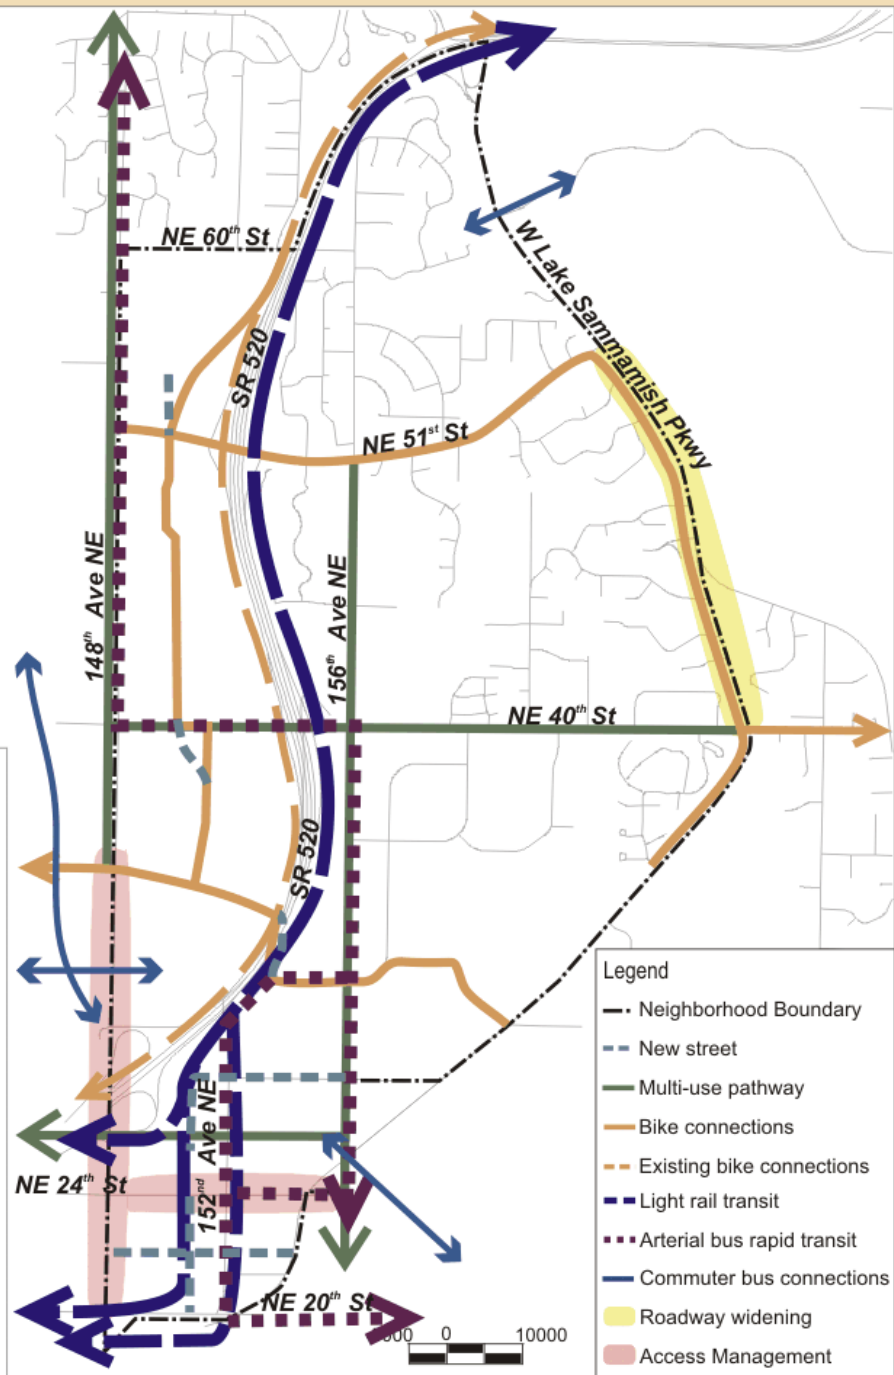 NE 60th St
W Lake Sammamish Pkwy
SR 520
NE 51st St
148th Ave NE
156th Ave NE
NE 40th St
SR 520
152nd Ave NE
NE 24th St
NE 20th St
0 10000
Legend
Neighborhood Boundary
New street
Multi-use pathway
Bike connections
Existing bike connections
Light rail transit
Arterial bus rapid transit
Commuter bus connections
Roadway widening
Access Management